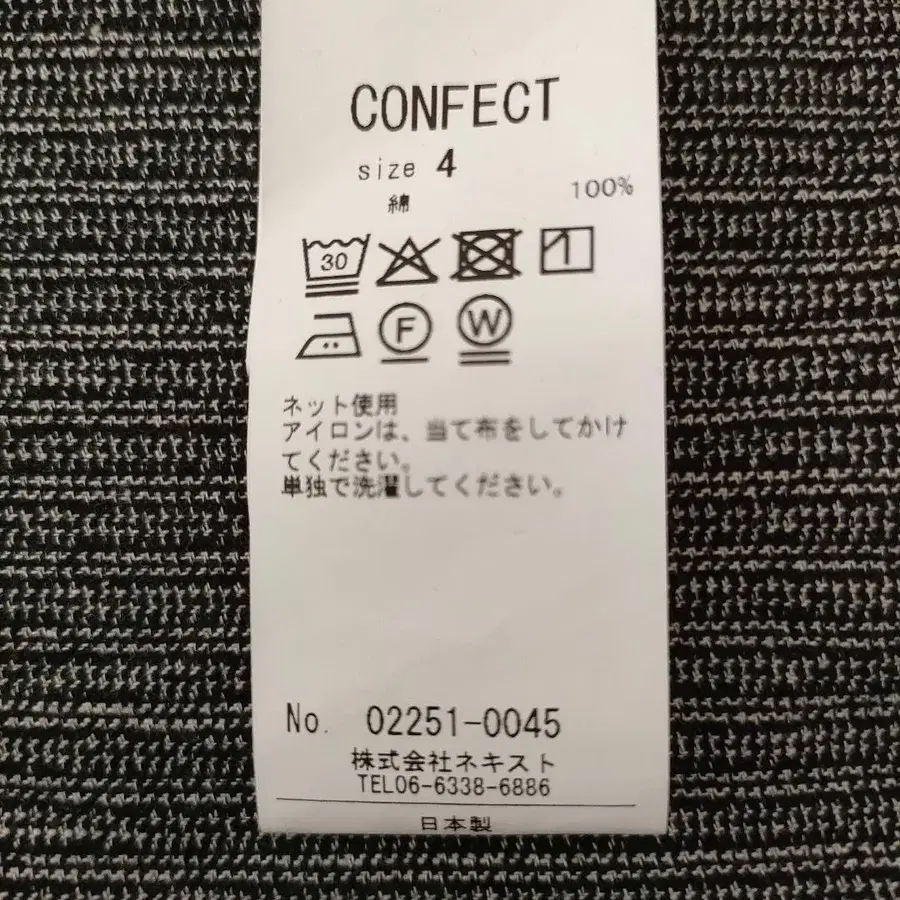 CONFECT
size 4
綿 100%
30
F W
ネット使用
アイロンは、当て布をしてかけ
てください。
単独で洗濯してください。
No. 02251-0045
株式会社ネキスト
TEL06-6338-6886
日本製